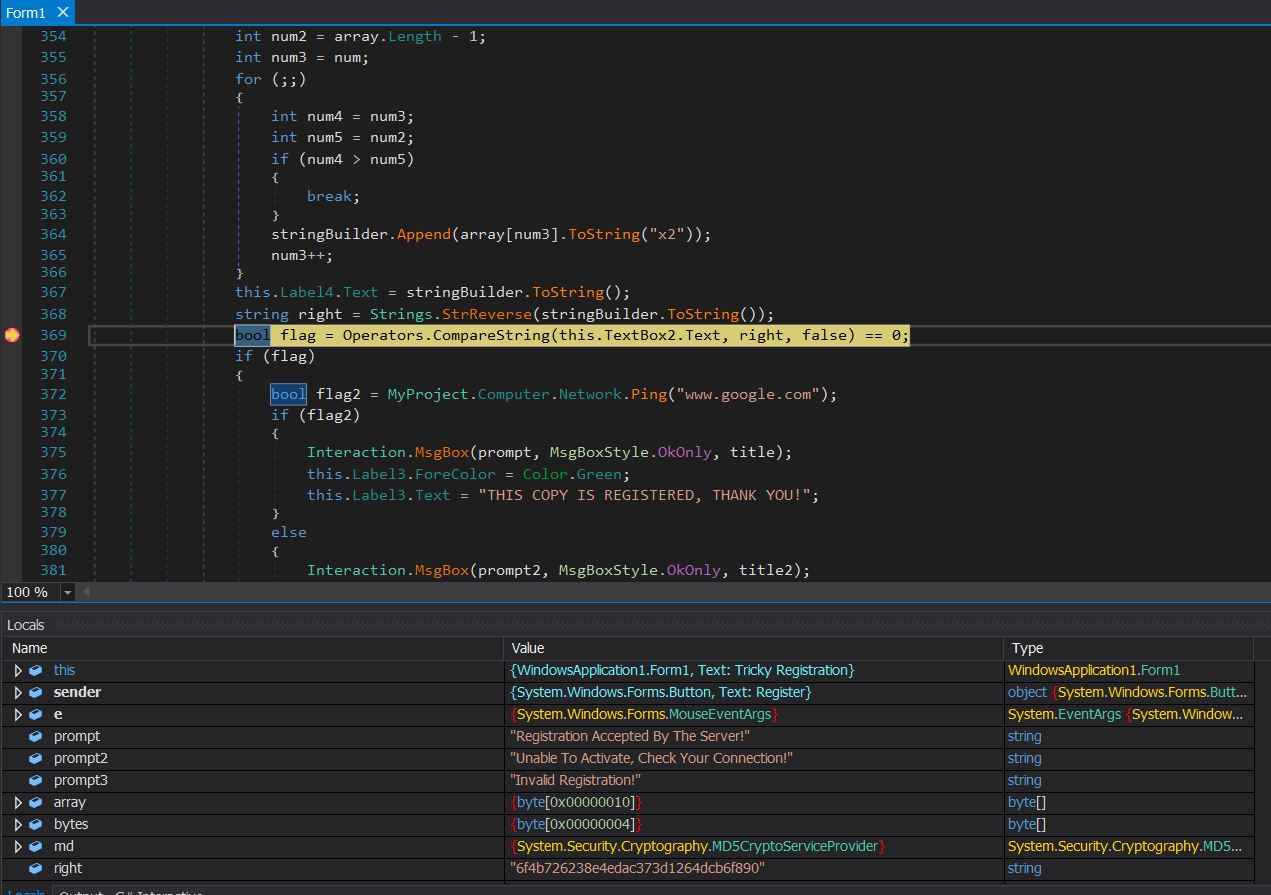 Form1
354 int num2 = array.Length - 1;
355 int num3 = num;
356 for (;;)
357 {
358 int num4 = num3;
359 int num5 = num2;
360 if (num4 > num5)
361 {
362 break;
363 }
364 stringBuilder.Append(array[num3].ToString("x2"));
365 num3++;
366 }
367 this.Label4.Text = stringBuilder.ToString();
368 string right = Strings.StrReverse(stringBuilder.ToString());
369 bool flag = Operators.CompareString(this.TextBox2.Text, right, false) == 0;
370 if (flag)
371 {
372 bool flag2 = MyProject.Computer.Network.Ping("www.google.com");
373 if (flag2)
374 {
375 Interaction.MsgBox(prompt, MsgBoxStyle.OkOnly, title);
376 this.Label3.ForeColor = Color.Green;
377 this.Label3.Text = "THIS COPY IS REGISTERED, THANK YOU!";
378 }
379 else
380 {
381 Interaction.MsgBox(prompt2, MsgBoxStyle.OkOnly, title2);
100 %
Locals
Name Value Type
this {WindowsApplication1.Form1, Text: Tricky Registration} WindowsApplication1.Form1
sender {System.Windows.Forms.Button, Text: Register} object {System.Windows.Forms.Butt...
e {System.Windows.Forms.MouseEventArgs} System.EventArgs {System.Window...
prompt "Registration Accepted By The Server!" string
prompt2 "Unable To Activate, Check Your Connection!" string
prompt3 "Invalid Registration!" string
array {byte[0x00000010]} byte[]
bytes {byte[0x00000004]} byte[]
md {System.Security.Cryptography.MD5CryptoServiceProvider} System.Security.Cryptography.MD5...
right "6f4b726238e4edac373d1264dcb6f890" string
Locals Output C# Interactive